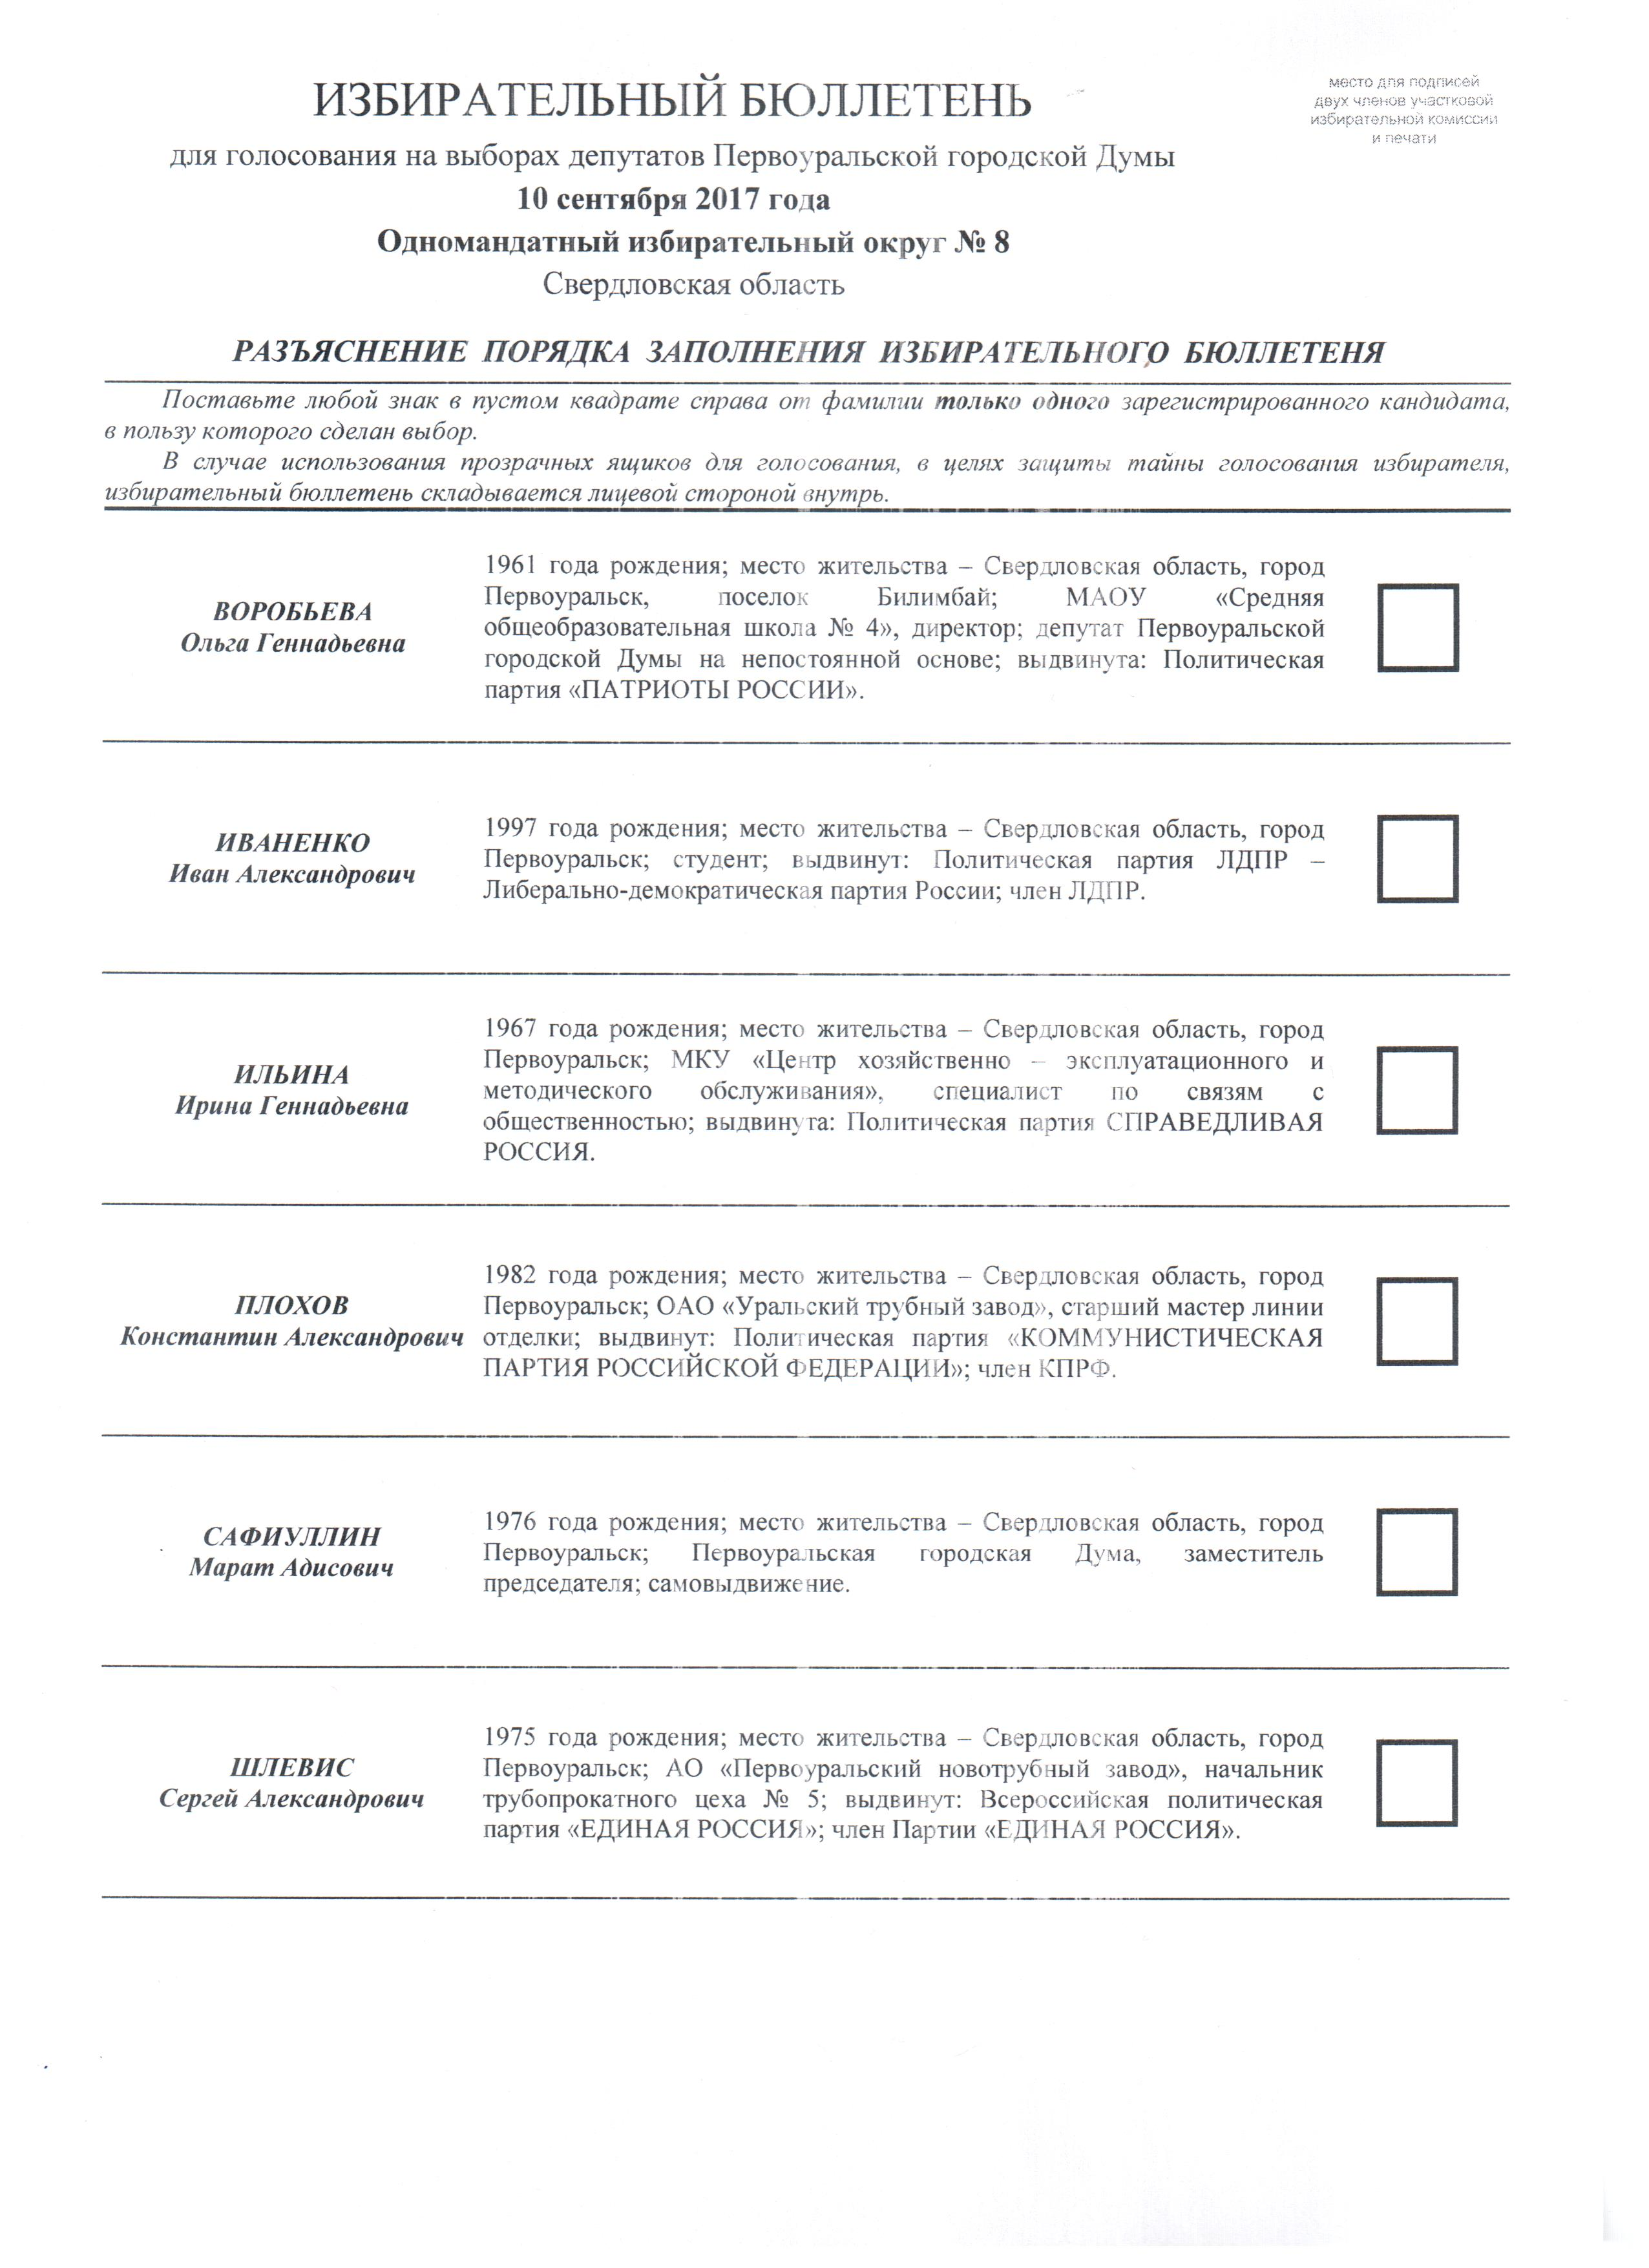 ИЗБИРАТЕЛЬНЫЙ БЮЛЛЕТЕНЬ
для голосования на выборах депутатов Первоуральской городской Думы
10 сентября 2017 года
Одномандатный избирательный округ № 8
Свердловская область
место для подписей
двух членов участковой
избирательной комиссии
и печати
РАЗЪЯСНЕНИЕ ПОРЯДКА ЗАПОЛНЕНИЯ ИЗБИРАТЕЛЬНОГО БЮЛЛЕТЕНЯ
Поставьте любой знак в пустом квадрате справа от фамилии только одного зарегистрированного кандидата,
в пользу которого сделан выбор.
В случае использования прозрачных ящиков для голосования, в целях защиты тайны голосования избирателя,
избирательный бюллетень складывается лицевой стороной внутрь.
ВОРОБЬЕВА
Ольга Геннадьевна
1961 года рождения; место жительства – Свердловская область, город
Первоуральск, поселок Билимбай; МАОУ «Средняя
общеобразовательная школа № 4», директор; депутат Первоуральской
городской Думы на непостоянной основе; выдвинута: Политическая
партия «ПАТРИОТЫ РОССИИ».
ИВАНЕНКО
Иван Александрович
1997 года рождения; место жительства – Свердловская область, город
Первоуральск; студент; выдвинут: Политическая партия ЛДПР –
Либерально-демократическая партия России; член ЛДПР.
ИЛЬИНА
Ирина Геннадьевна
1967 года рождения; место жительства – Свердловская область, город
Первоуральск; МКУ «Центр хозяйственно – эксплуатационного и
методического обслуживания», специалист по связям с
общественностью; выдвинута: Политическая партия СПРАВЕДЛИВАЯ
РОССИЯ.
ПЛОХОВ
Константин Александрович
1982 года рождения; место жительства – Свердловская область, город
Первоуральск; ОАО «Уральский трубный завод», старший мастер линии
отделки; выдвинут: Политическая партия «КОММУНИСТИЧЕСКАЯ
ПАРТИЯ РОССИЙСКОЙ ФЕДЕРАЦИИ»; член КПРФ.
САФИУЛЛИН
Марат Адисович
1976 года рождения; место жительства – Свердловская область, город
Первоуральск; Первоуральская городская Дума, заместитель
председателя; самовыдвижение.
ШЛЕВИС
Сергей Александрович
1975 года рождения; место жительства – Свердловская область, город
Первоуральск; АО «Первоуральский новотрубный завод», начальник
трубопрокатного цеха № 5; выдвинут: Всероссийская политическая
партия «ЕДИНАЯ РОССИЯ»; член Партии «ЕДИНАЯ РОССИЯ».